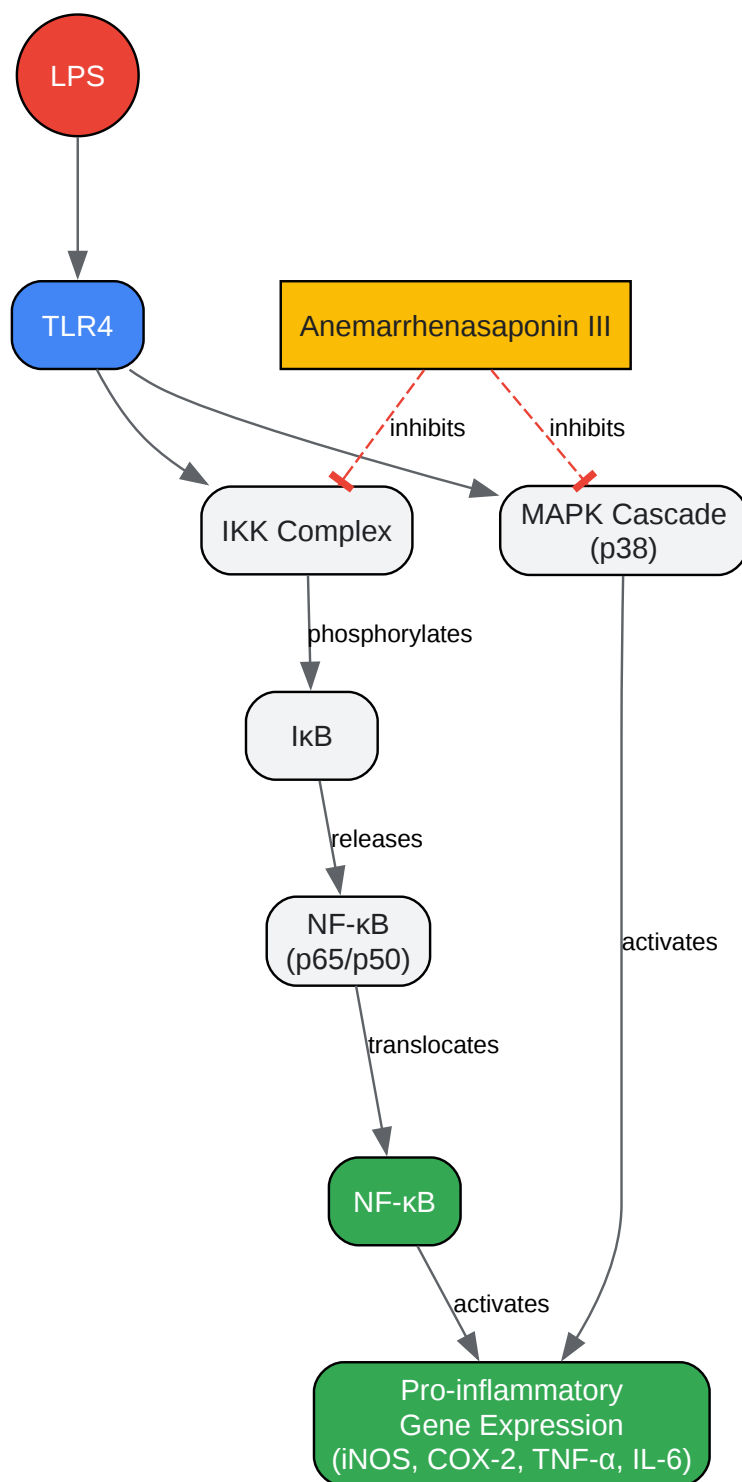 LPS
TLR4
Anemarrhenasaponin III
inhibits
inhibits
IKK Complex
MAPK Cascade
(p38)
phosphorylates
IκB
releases
NF-κB
(p65/p50)
activates
translocates
NF-κB
activates
Pro-inflammatory
Gene Expression
(iNOS, COX-2, TNF-α, IL-6)